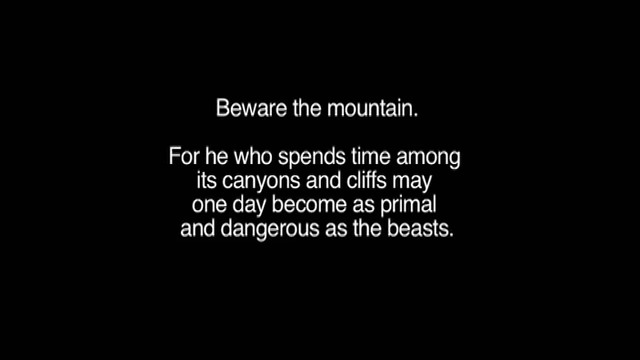 Beware the mountain.
For he who spends time among
its canyons and cliffs may
one day become as primal
and dangerous as the beasts.